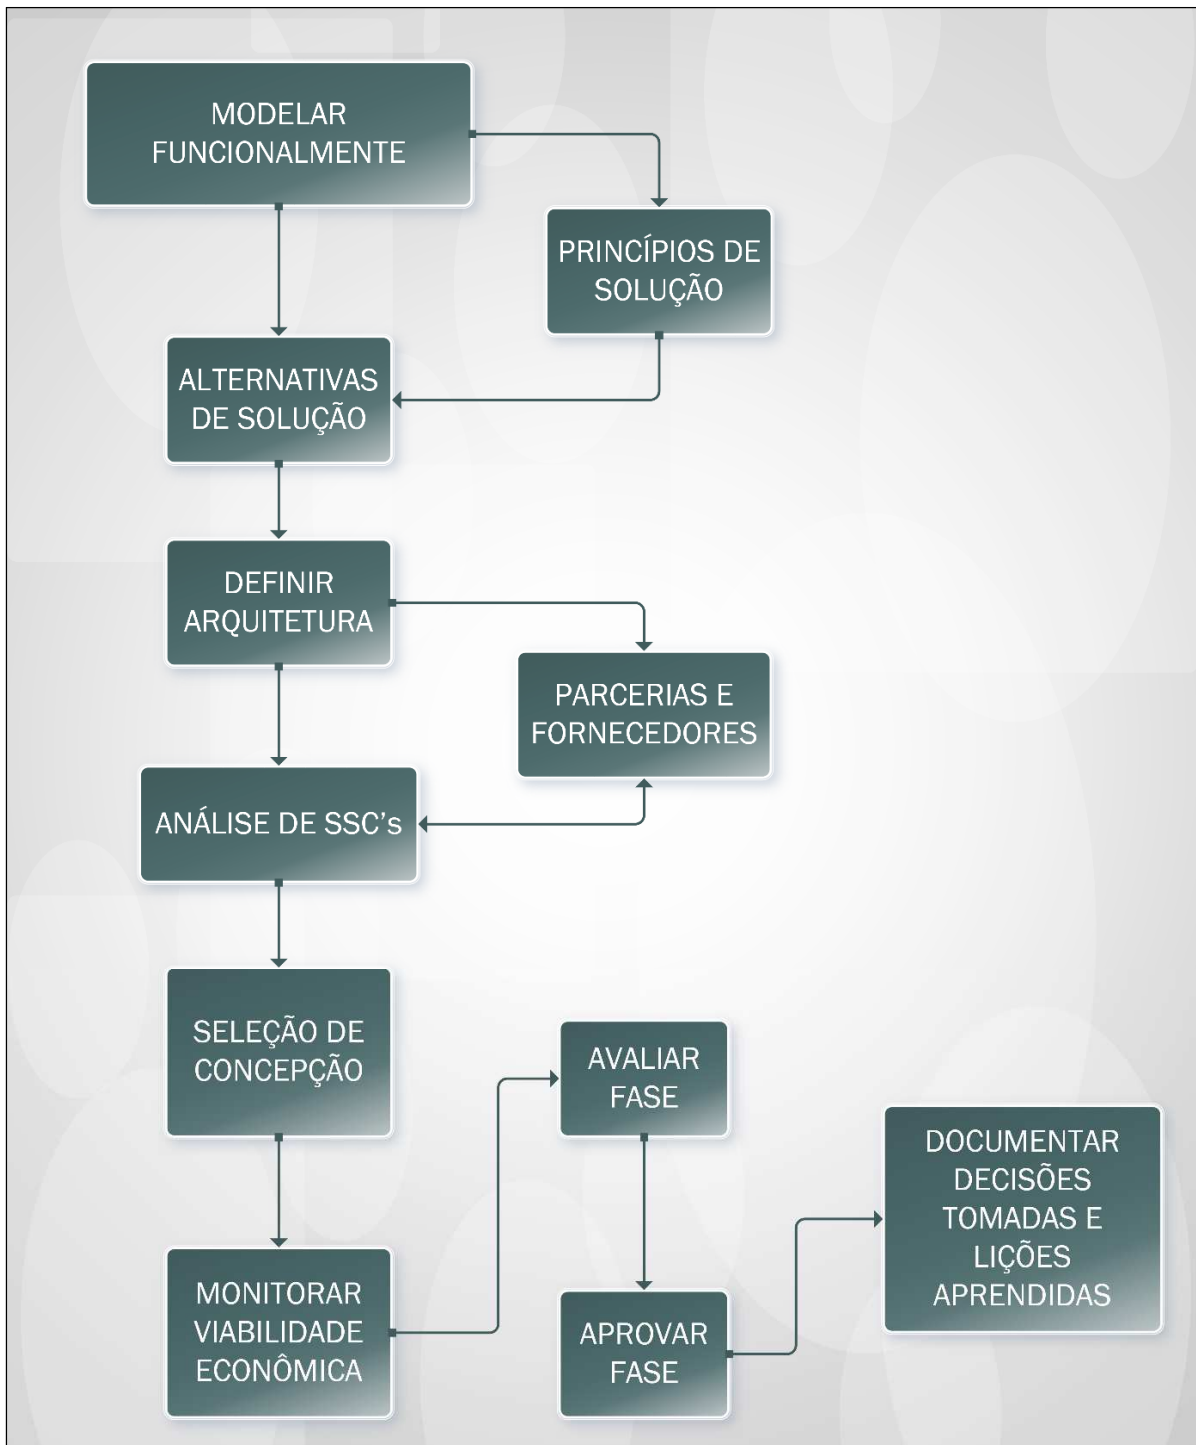 MODELAR
FUNCIONALMENTE
PRINCÍPIOS DE
SOLUÇÃO
ALTERNATIVAS
DE SOLUÇÃO
DEFINIR
ARQUITETURA
PARCERIAS E
FORNECEDORES
ANÁLISE DE SSC's
SELEÇÃO DE
CONCEPÇÃO
MONITORAR
VIABILIDADE
ECONÔMICA
AVALIAR
FASE
APROVAR
FASE
DOCUMENTAR
DECISÕES
TOMADAS E
LIÇÕES
APRENDIDAS